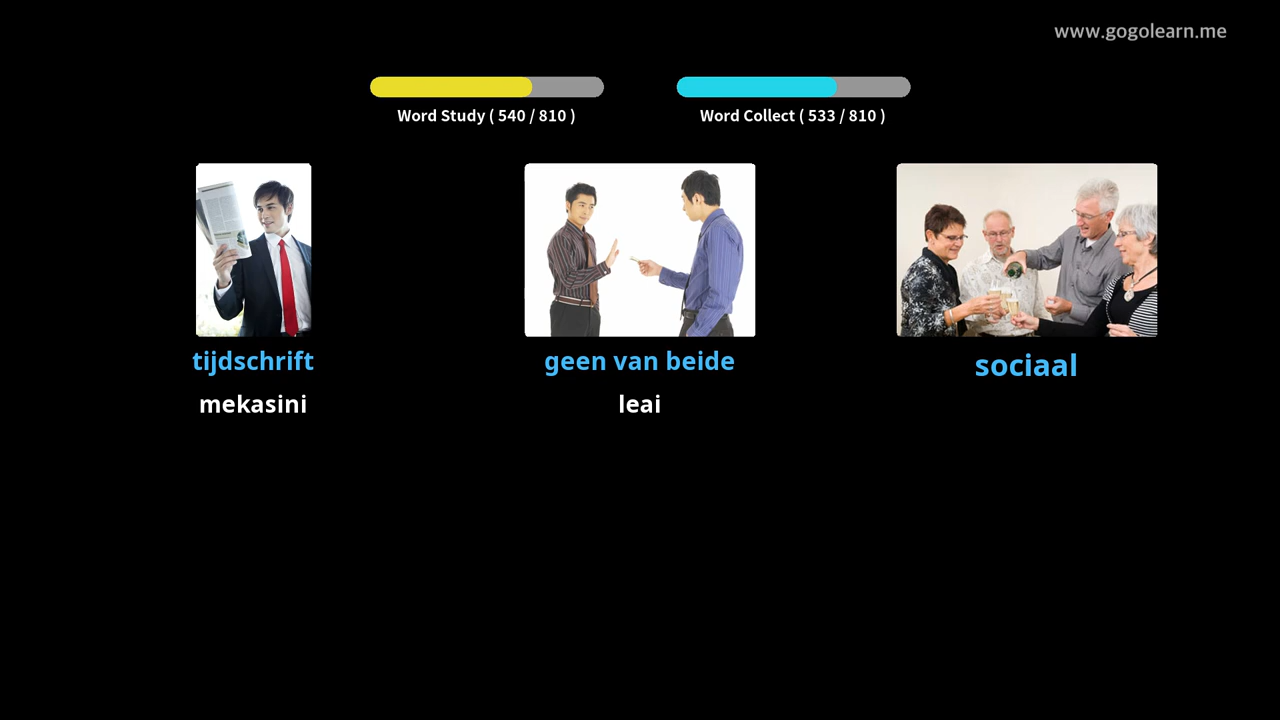 www.gogolearn.me
Word Study ( 540 / 810 )
Word Collect ( 533 / 810 )
tijdschrift
geen van beide
sociaal
mekasini
leai